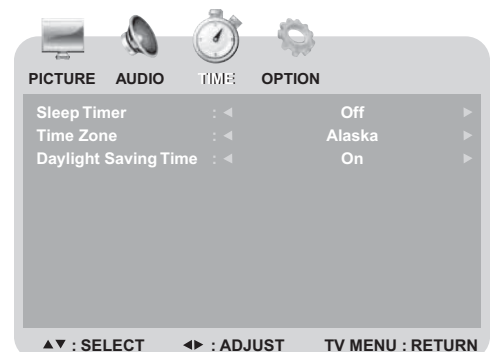 PICTURE AUDIO TIME OPTION
Sleep Timer : ◀ Off ▶
Time Zone : ◀ Alaska ▶
Daylight Saving Time : ◀ On ▶
▲▼ : SELECT ◀▶ : ADJUST TV MENU : RETURN